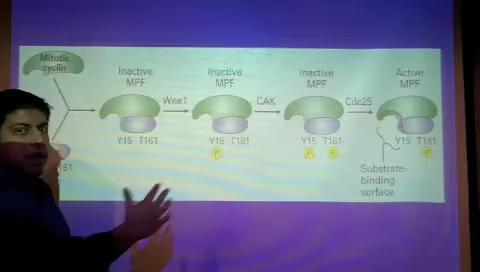 Mitotic
cyclin
Inactive
MPF
Wee1
Inactive
MPF
CAK
Inactive
MPF
Cdc25
Active
MPF
Y15 T161
Y15 T161
P
Y15 T161
P P
Y15 T161
P
161
Substrate-
binding
surface